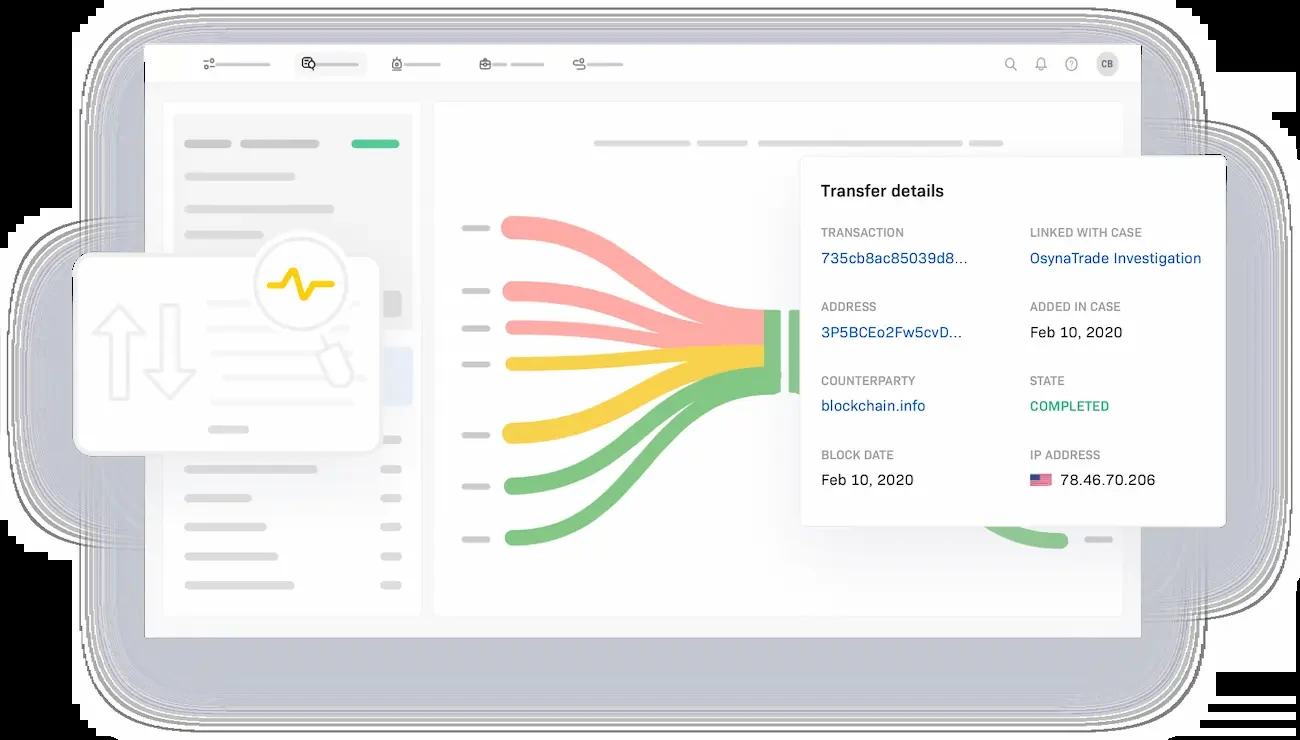 CB
Transfer details
TRANSACTION
LINKED WITH CASE
735cb8ac85039d8...
OsynaTrade Investigation
ADDRESS
ADDED IN CASE
3P5BCEo2Fw5cvD...
Feb 10, 2020
COUNTERPARTY
STATE
blockchain.info
COMPLETED
BLOCK DATE
IP ADDRESS
Feb 10, 2020
78.46.70.206